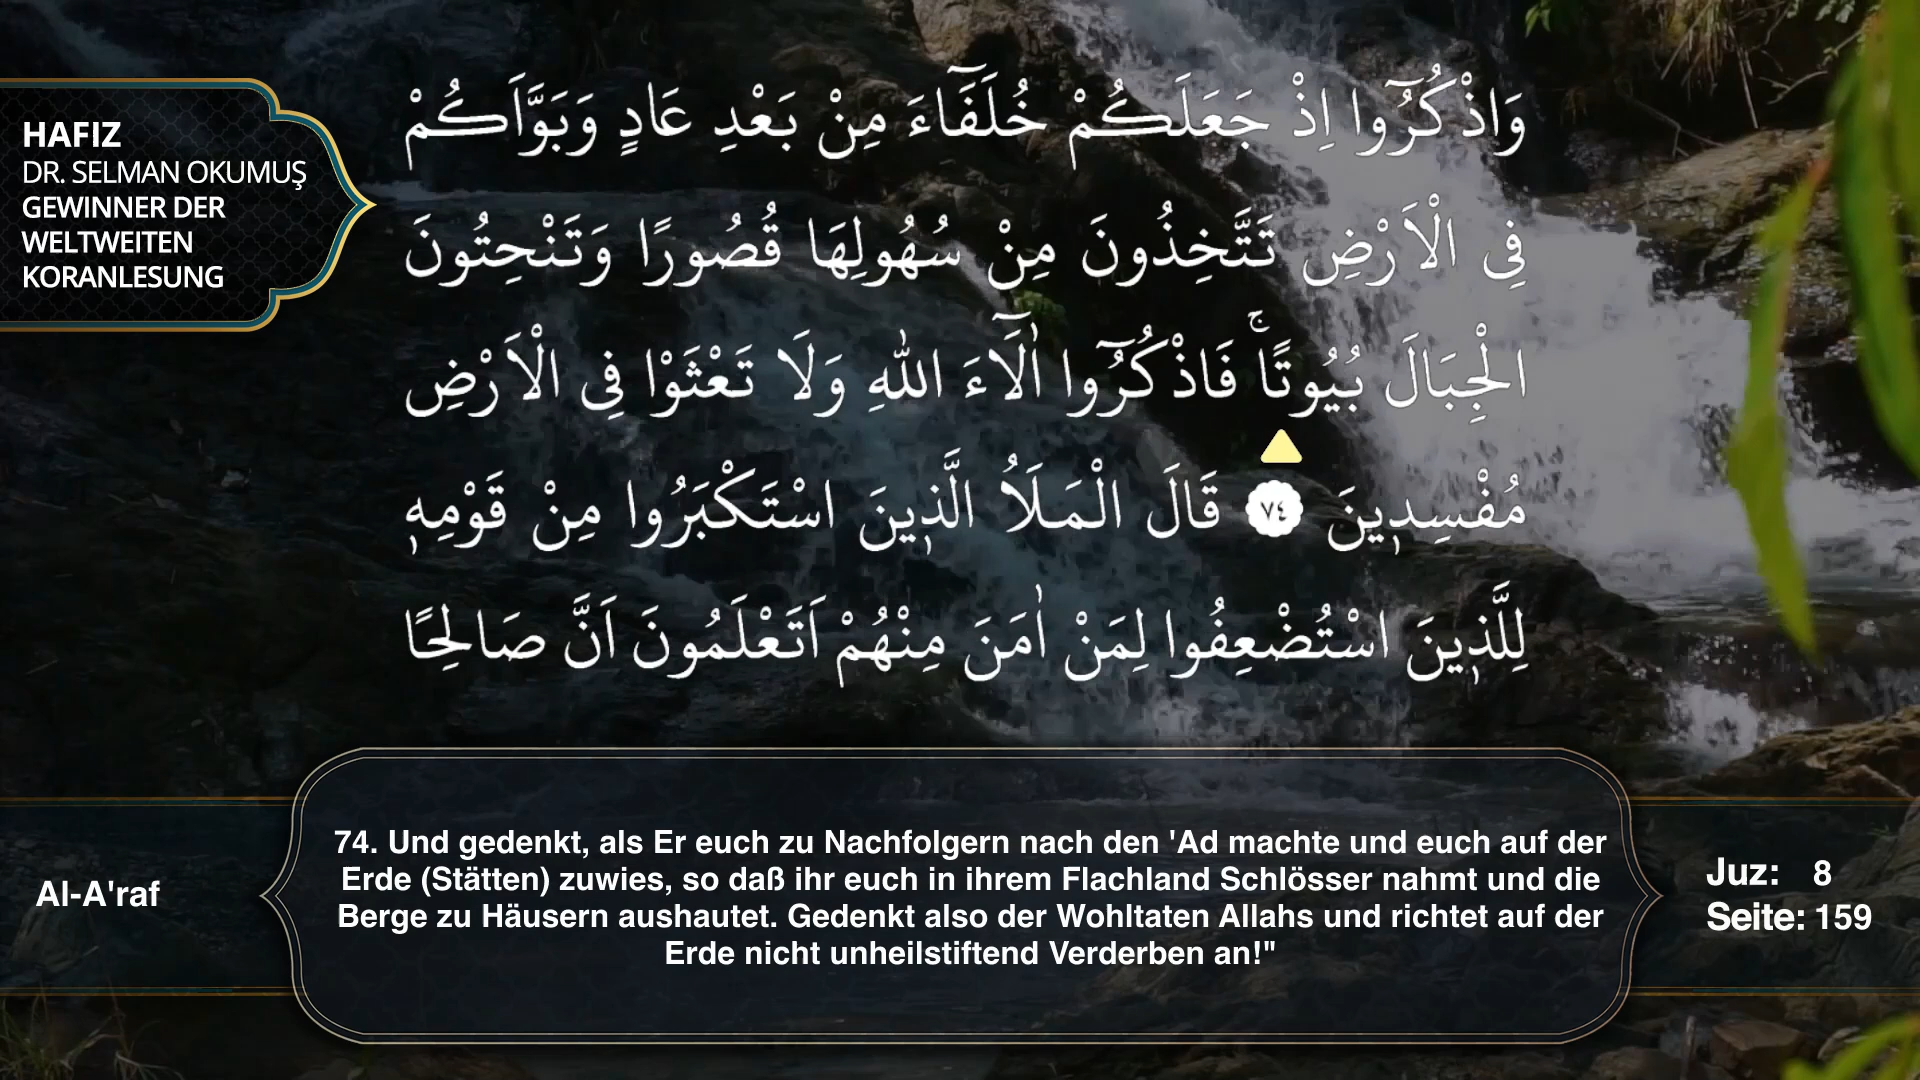 HAFIZ
DR. SELMAN OKUMUŞ
GEWINNER DER
WELTWEITEN
KORANLESUNG
وَاذْكُرُٓوا اِذْ جَعَلَكُمْ خُلَفَٓاءَ مِنْ بَعْدِ عَادٍ وَبَوَّاَكُمْ
فِى الْاَرْضِ تَتَّخِذُونَ مِنْ سُهُولِهَا قُصُورًا وَتَنْحِتُونَ
الْجِبَالَ بُيُوتًاۚ فَاذْكُرُٓوا اٰلَٓاءَ اللّٰهِ وَلَا تَعْثَوْا فِى الْاَرْضِ
مُفْسِدٖينَ ٧٤ قَالَ الْمَلَاُ الَّذٖينَ اسْتَكْبَرُوا مِنْ قَوْمِهٖ
لِلَّذٖينَ اسْتُضْعِفُوا لِمَنْ اٰمَنَ مِنْهُمْ اَتَعْلَمُونَ اَنَّ صَالِحًا
Al-A'raf
74. Und gedenkt, als Er euch zu Nachfolgern nach den 'Ad machte und euch auf der
Erde (Stätten) zuwies, so daß ihr euch in ihrem Flachland Schlösser nahmt und die
Berge zu Häusern aushautet. Gedenkt also der Wohltaten Allahs und richtet auf der
Erde nicht unheilstiftend Verderben an!"
Juz: 8
Seite: 159